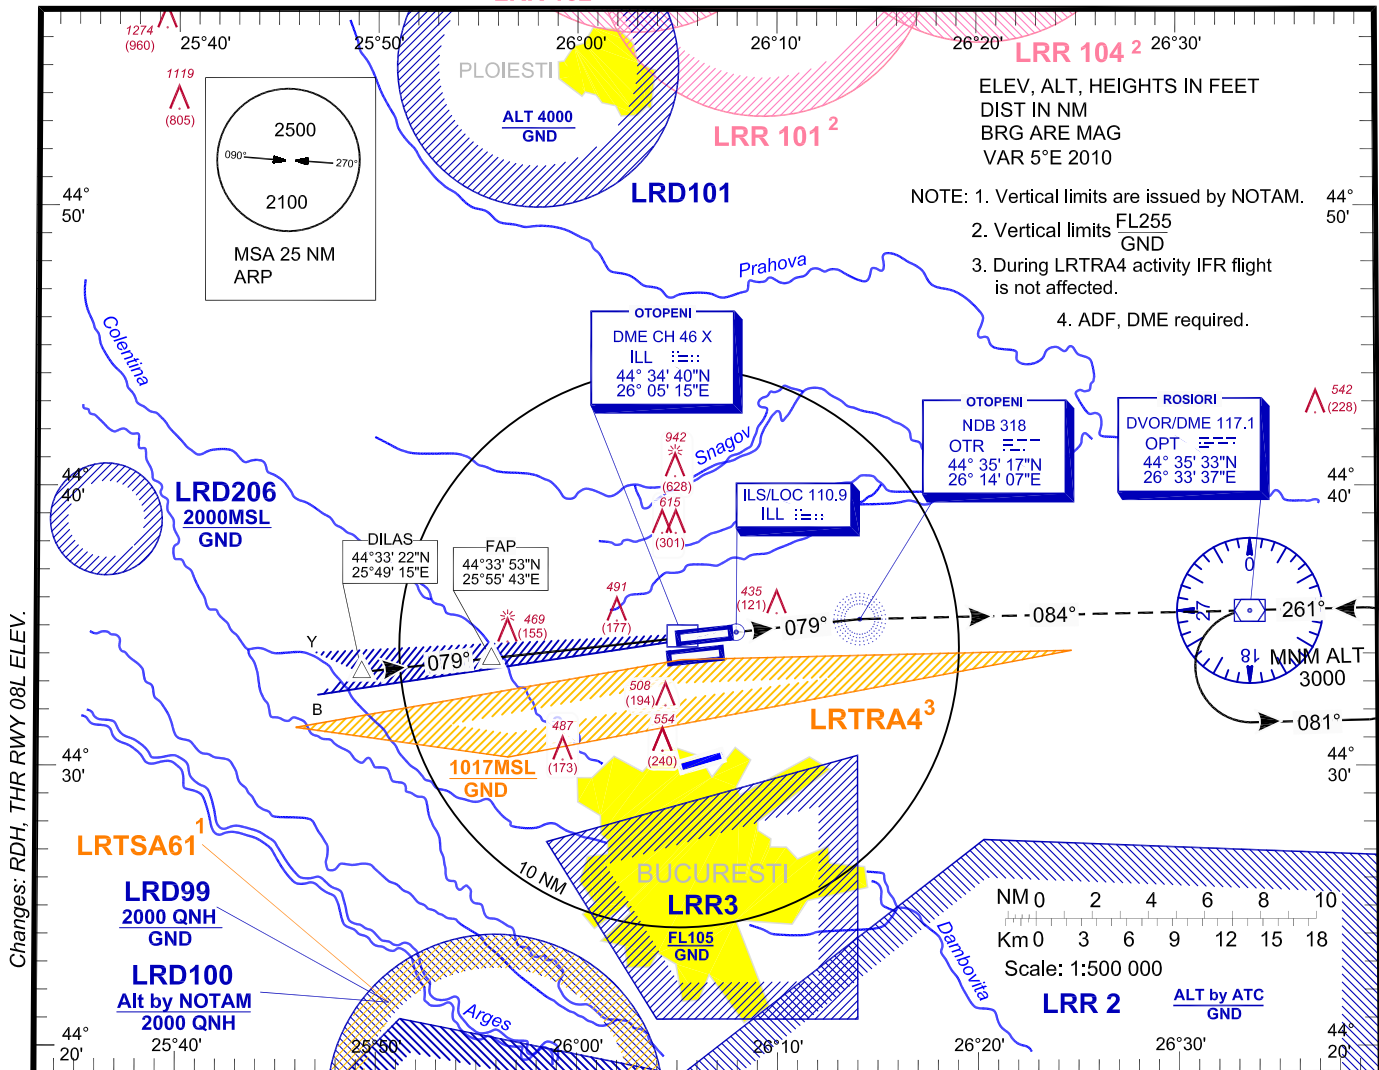 1274
(960)
25°40'
25°50'
26°00'
26°10'
26°20'
26°30'
1119
(805)
PLOIESTI
ALT 4000
GND
LRD101
LRR 101 2
LRR 104 2
ELEV, ALT, HEIGHTS IN FEET
DIST IN NM
BRG ARE MAG
VAR 5°E 2010
2500
090°
270°
2100
MSA 25 NM
ARP
44°
50'
NOTE: 1. Vertical limits are issued by NOTAM.
2. Vertical limits FL255
GND
3. During LRTRA4 activity IFR flight
is not affected.
4. ADF, DME required.
44°
50'
Prahova
Colentina
OTOPENI
DME CH 46 X
ILL
44° 34' 40"N
26° 05' 15"E
OTOPENI
NDB 318
OTR
44° 35' 17"N
26° 14' 07"E
ROSIORI
DVOR/DME 117.1
OPT
44° 35' 33"N
26° 33' 37"E
542
(228)
942
(628)
Snagov
615
(301)
ILS/LOC 110.9
ILL
44°
40'
44°
40'
LRD206
2000MSL
GND
DILAS
44°33' 22"N
25°49' 15"E
FAP
44°33' 53"N
25°55' 43"E
469
(155)
491
(177)
435
(121)
Y
079°
B
079°
084°
0
27
18
261°
MNM ALT
3000
081°
508
(194)
487
(173)
554
(240)
LRTRA4 3
1017MSL
GND
44°
30'
44°
30'
Changes: RDH, THR RWY 08L ELEV.
LRTSA61 1
LRD99
2000 QNH
GND
LRD100
Alt by NOTAM
2000 QNH
10 NM
BUCURESTI
LRR3
FL105
GND
Arges
Dambovita
NM 0 2 4 6 8 10
Km 0 3 6 9 12 15 18
Scale: 1:500 000
LRR 2
ALT by ATC
GND
44°
20'
25°40'
25°50'
26°00'
26°10'
26°20'
26°30'
44°
20'